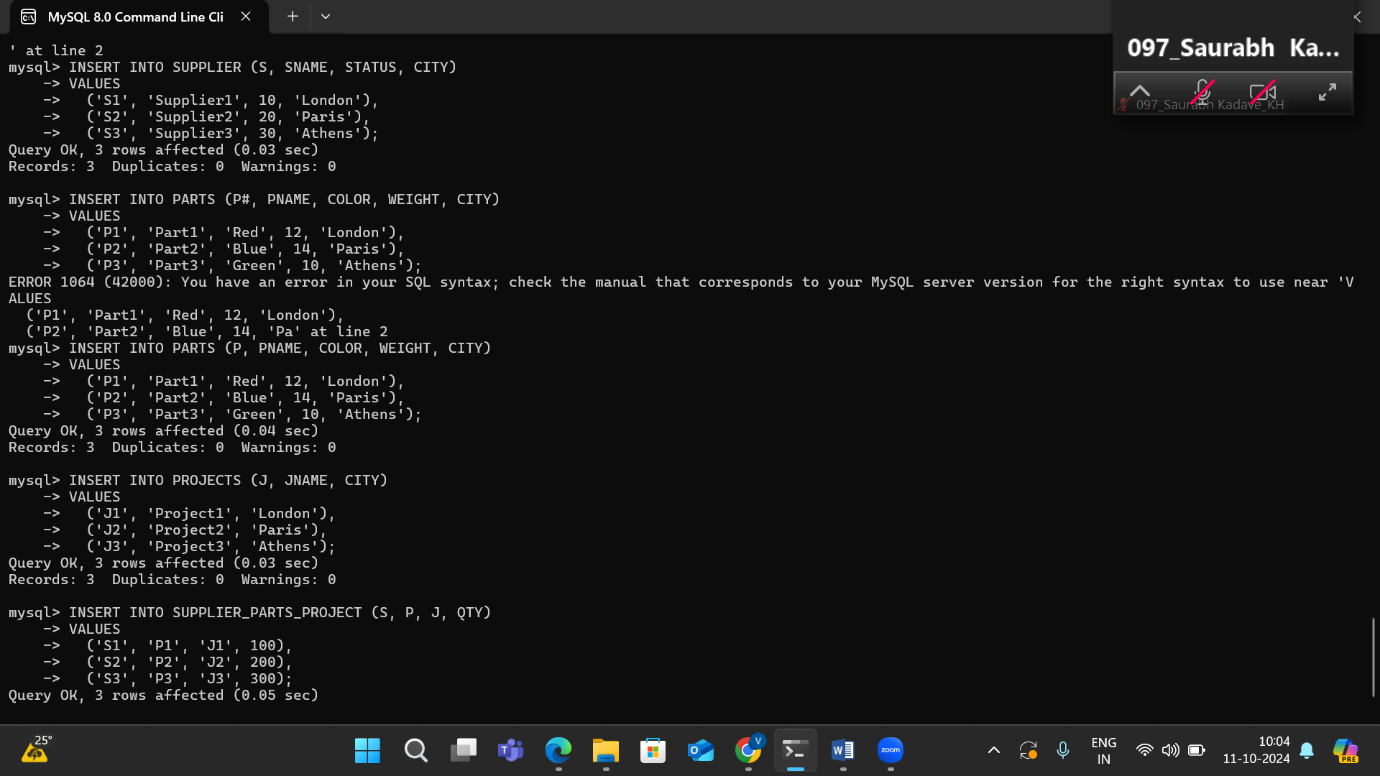 MySQL 8.0 Command Line Cli
' at line 2
mysql> INSERT INTO SUPPLIER (S, SNAME, STATUS, CITY)
    -> VALUES
    ->   ('S1', 'Supplier1', 10, 'London'),
    ->   ('S2', 'Supplier2', 20, 'Paris'),
    ->   ('S3', 'Supplier3', 30, 'Athens');
Query OK, 3 rows affected (0.03 sec)
Records: 3  Duplicates: 0  Warnings: 0
mysql> INSERT INTO PARTS (P#, PNAME, COLOR, WEIGHT, CITY)
    -> VALUES
    ->   ('P1', 'Part1', 'Red', 12, 'London'),
    ->   ('P2', 'Part2', 'Blue', 14, 'Paris'),
    ->   ('P3', 'Part3', 'Green', 10, 'Athens');
ERROR 1064 (42000): You have an error in your SQL syntax; check the manual that corresponds to your MySQL server version for the right syntax to use near 'V
ALUES
  ('P1', 'Part1', 'Red', 12, 'London'),
  ('P2', 'Part2', 'Blue', 14, 'Pa' at line 2
mysql> INSERT INTO PARTS (P, PNAME, COLOR, WEIGHT, CITY)
    -> VALUES
    ->   ('P1', 'Part1', 'Red', 12, 'London'),
    ->   ('P2', 'Part2', 'Blue', 14, 'Paris'),
    ->   ('P3', 'Part3', 'Green', 10, 'Athens');
Query OK, 3 rows affected (0.04 sec)
Records: 3  Duplicates: 0  Warnings: 0
mysql> INSERT INTO PROJECTS (J, JNAME, CITY)
    -> VALUES
    ->   ('J1', 'Project1', 'London'),
    ->   ('J2', 'Project2', 'Paris'),
    ->   ('J3', 'Project3', 'Athens');
Query OK, 3 rows affected (0.03 sec)
Records: 3  Duplicates: 0  Warnings: 0
mysql> INSERT INTO SUPPLIER_PARTS_PROJECT (S, P, J, QTY)
    -> VALUES
    ->   ('S1', 'P1', 'J1', 100),
    ->   ('S2', 'P2', 'J2', 200),
    ->   ('S3', 'P3', 'J3', 300);
Query OK, 3 rows affected (0.05 sec)
097_Saurabh Ka...
097_Saurabh Kadave_KH
25°
V
zoom
ENG
IN
10:04
11-10-2024
PRE